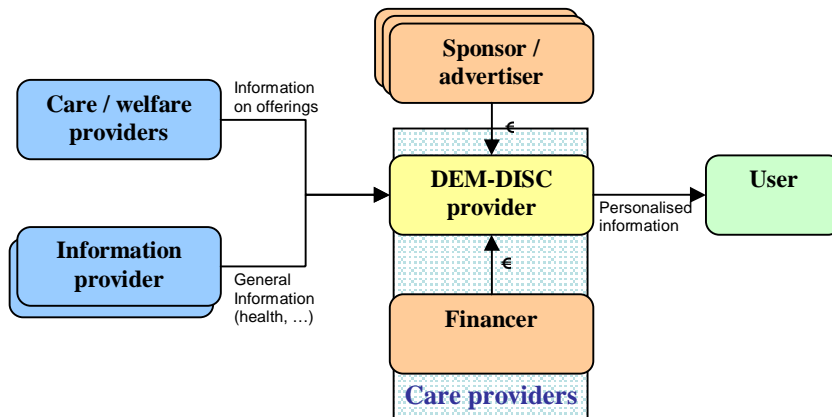 Sponsor /
advertiser
Care / welfare
providers
Information
on offerings
€
DEM-DISC
provider
User
Personalised
information
Information
provider
General
Information
(health, ...)
€
Financer
Care providers